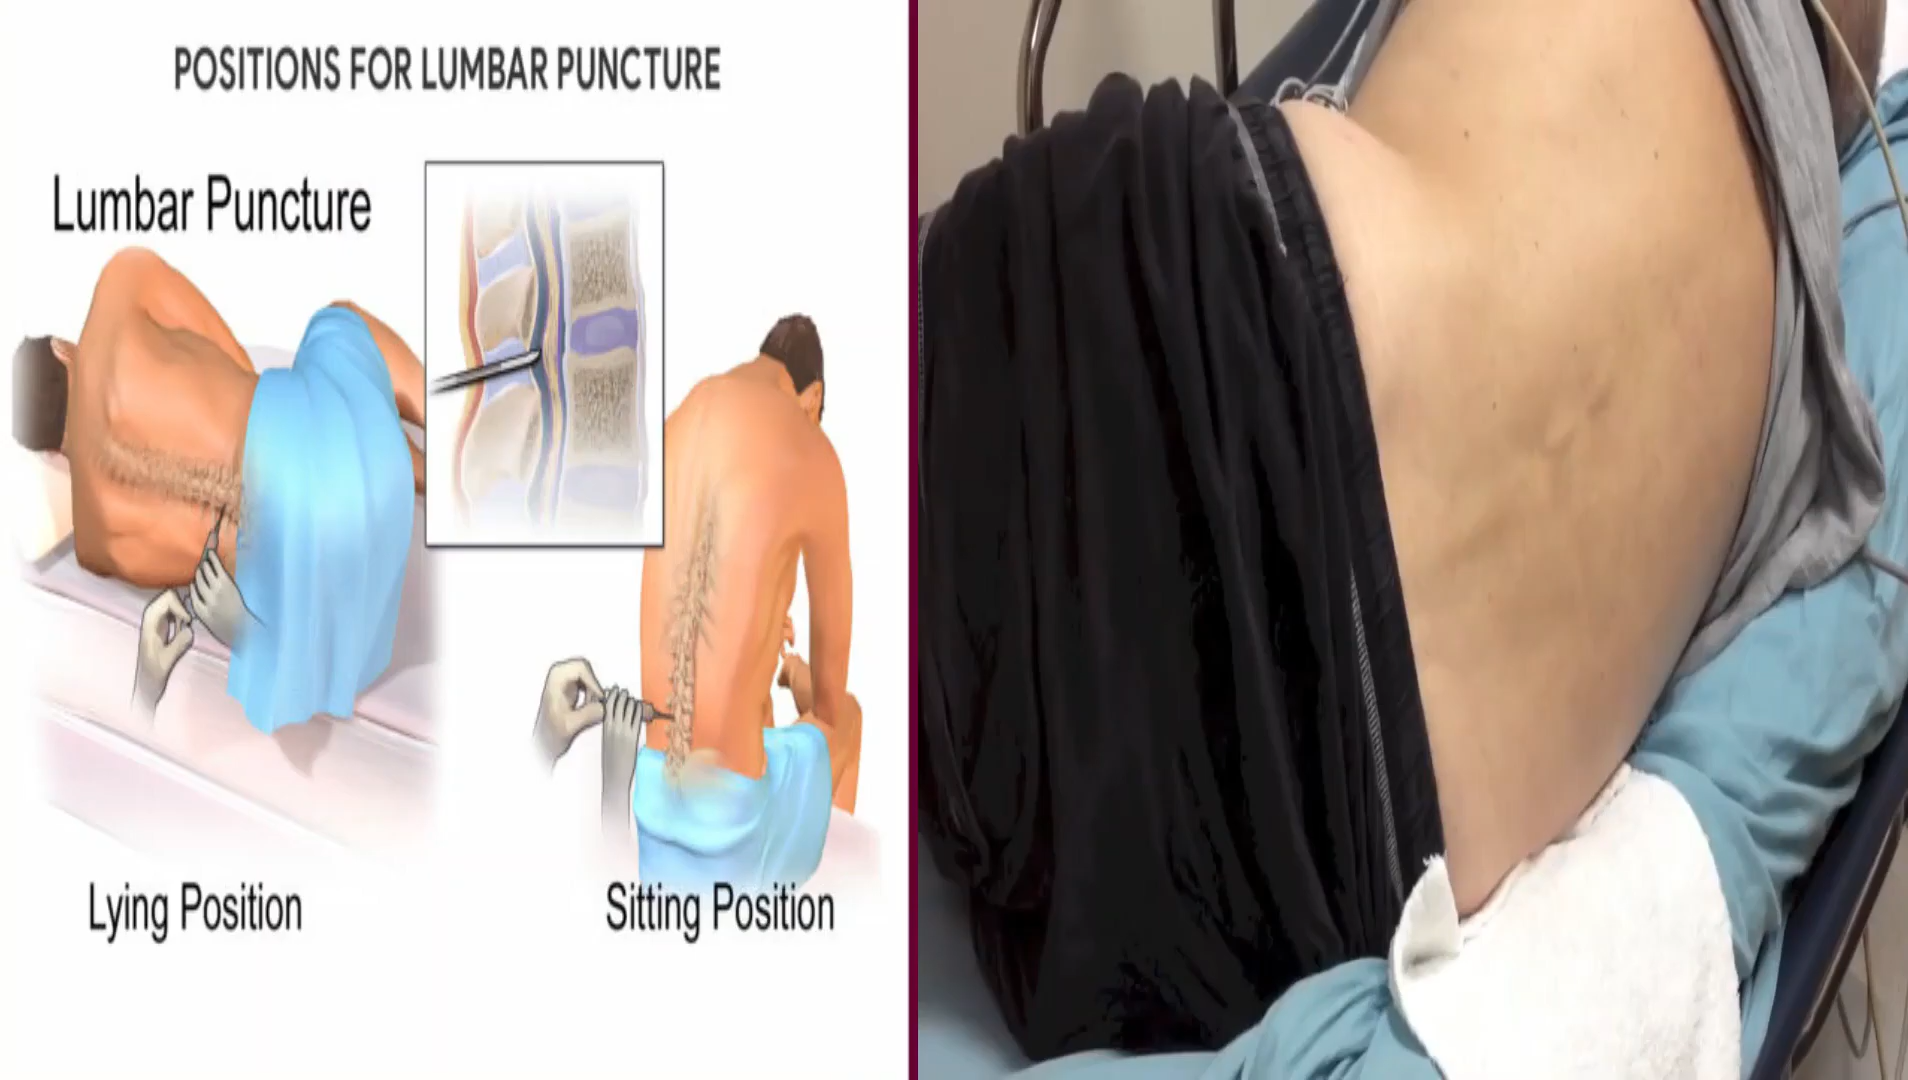 POSITIONS FOR LUMBAR PUNCTURE
Lumbar Puncture
Lying Position
Sitting Position